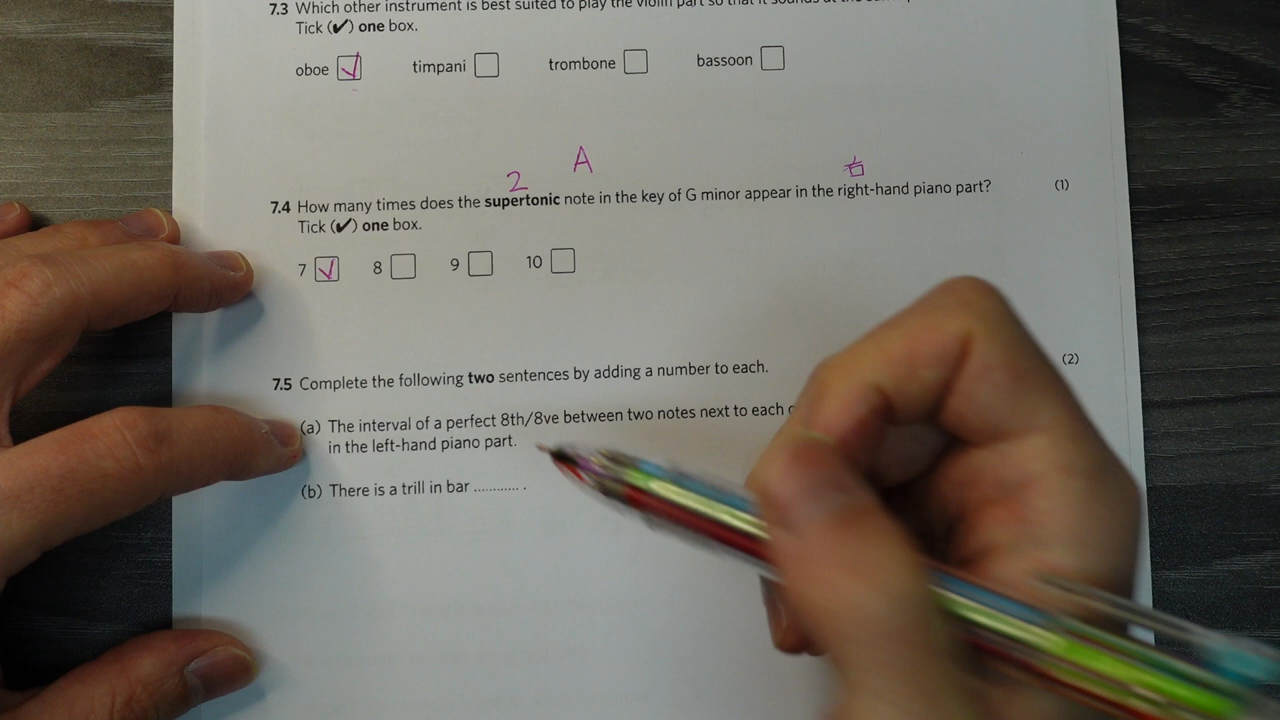 7.3 Which other instrument is best suited to play the violin part so that it sounds at the
Tick (✔) one box.
oboe ✓ timpani trombone bassoon
2 A 右
7.4 How many times does the supertonic note in the key of G minor appear in the right-hand piano part? (1)
Tick (✔) one box.
7 ✓ 8 9 10
7.5 Complete the following two sentences by adding a number to each. (2)
(a) The interval of a perfect 8th/8ve between two notes next to each
in the left-hand piano part.
(b) There is a trill in bar ............ .